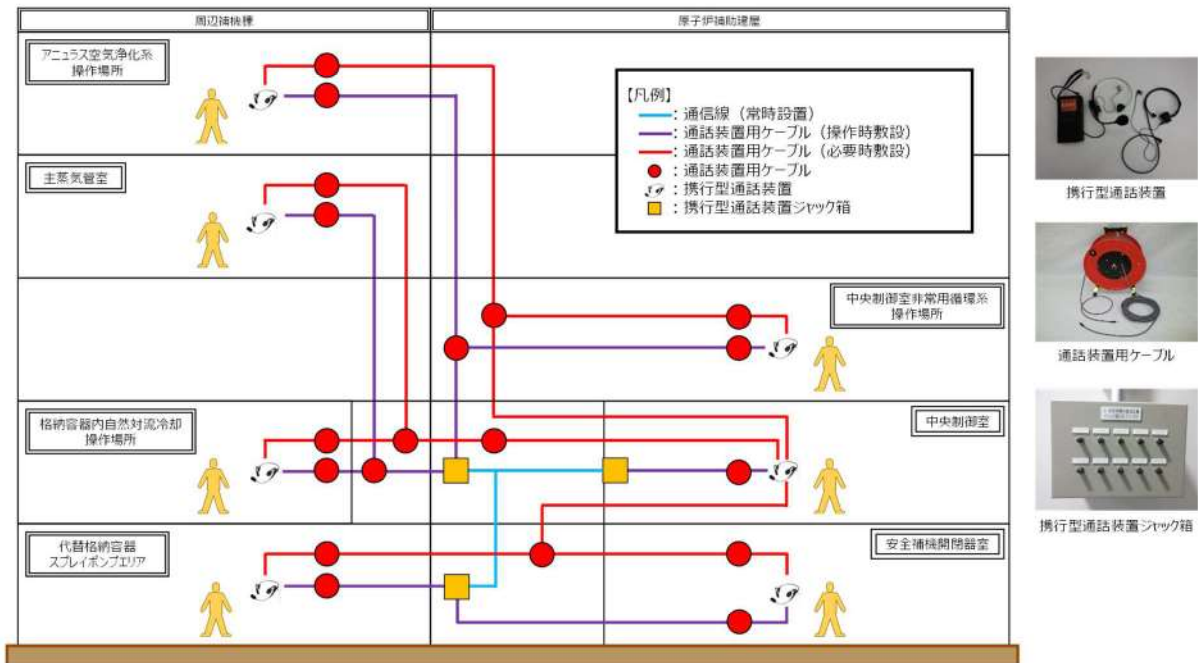 周辺補機棟
原子炉補助建屋
アニュラス空気浄化系
操作場所
【凡例】
：通信線（常時設置）
：通話装置用ケーブル（操作時敷設）
：通話装置用ケーブル（必要時敷設）
：通話装置用ケーブル
：携行型通話装置
：携行型通話装置ジャック箱
主蒸気管室
中央制御室非常用循環系
操作場所
格納容器内自然対流冷却
操作場所
中央制御室
代替格納容器
スプレイポンプエリア
安全補機開閉器室
携行型通話装置
通話装置用ケーブル
携行型通話装置ジャック箱